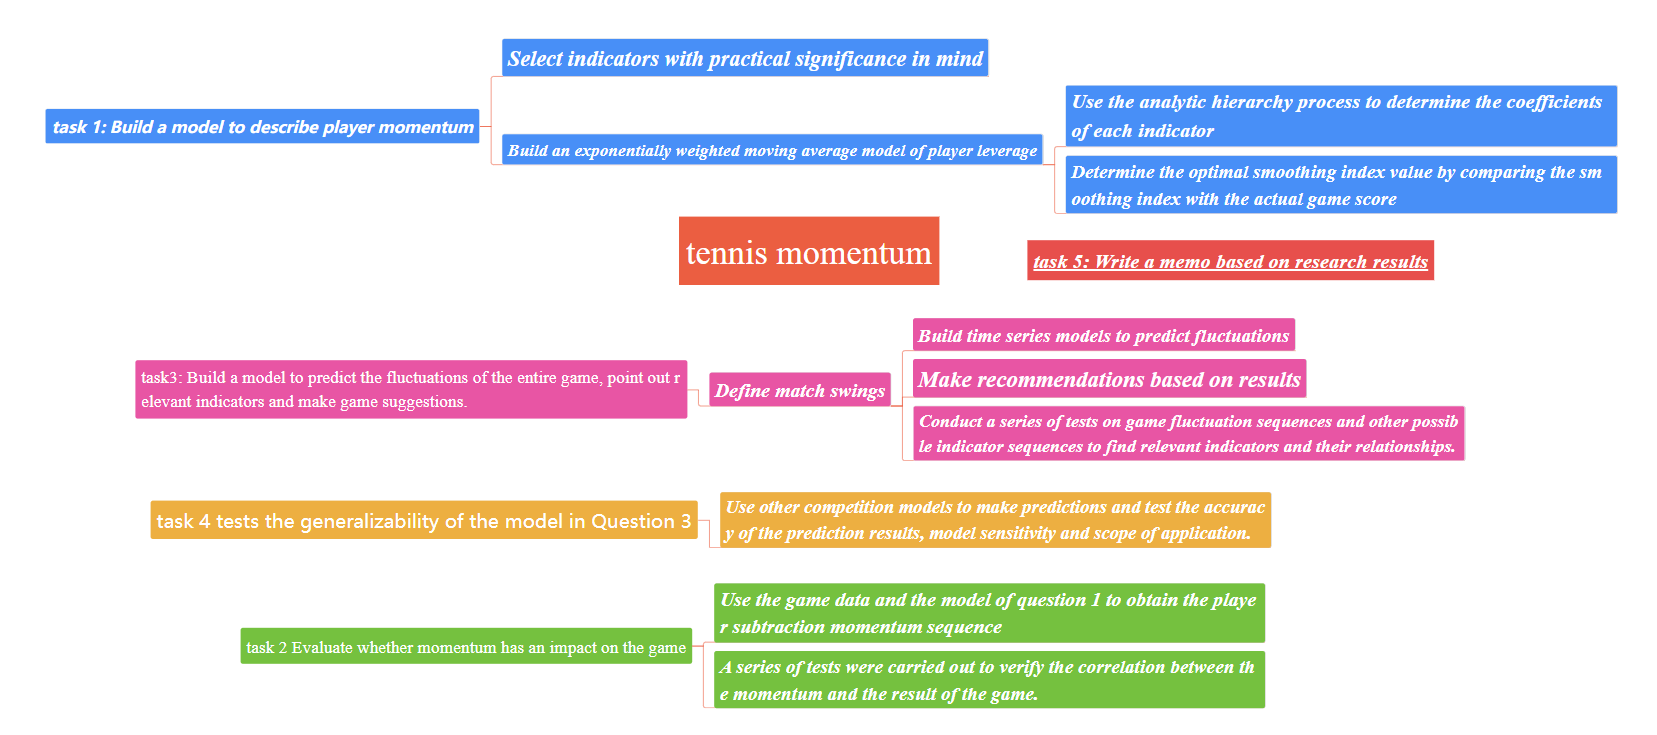 Select indicators with practical significance in mind
task 1: Build a model to describe player momentum
Build an exponentially weighted moving average model of player leverage
Use the analytic hierarchy process to determine the coefficients
of each indicator
Determine the optimal smoothing index value by comparing the sm
oothing index with the actual game score
tennis momentum
task 5: Write a memo based on research results
task3: Build a model to predict the fluctuations of the entire game, point out r
elevant indicators and make game suggestions.
Define match swings
Build time series models to predict fluctuations
Make recommendations based on results
Conduct a series of tests on game fluctuation sequences and other possib
le indicator sequences to find relevant indicators and their relationships.
task 4 tests the generalizability of the model in Question 3
Use other competition models to make predictions and test the accurac
y of the prediction results, model sensitivity and scope of application.
task 2 Evaluate whether momentum has an impact on the game
Use the game data and the model of question 1 to obtain the playe
r subtraction momentum sequence
A series of tests were carried out to verify the correlation between th
e momentum and the result of the game.